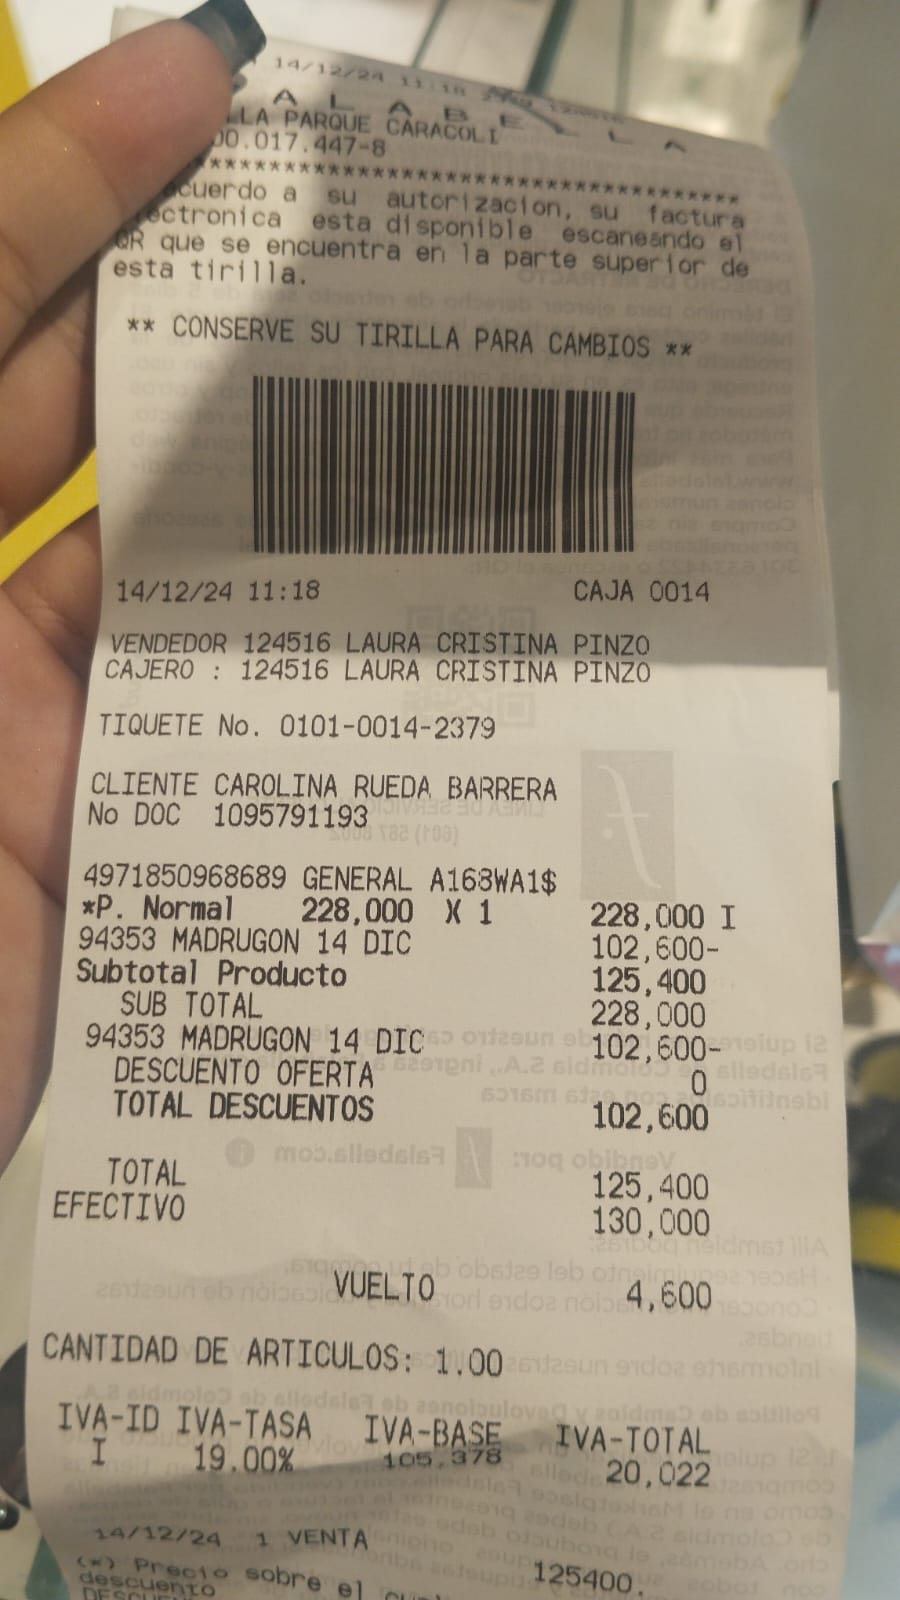 14/12/24 11:18
A L A B E L L A
LLA PARQUE CARACOLI
00.017.447-8
****************************************
cuerdo a su autorizacion, su factura
ectronica esta disponible escaneando el
QR que se encuentra en la parte superior de
esta tirilla.
** CONSERVE SU TIRILLA PARA CAMBIOS **
14/12/24 11:18 CAJA 0014
VENDEDOR 124516 LAURA CRISTINA PINZO
CAJERO : 124516 LAURA CRISTINA PINZO
TIQUETE No. 0101-0014-2379
CLIENTE CAROLINA RUEDA BARRERA
No DOC 1095791193
4971850968689 GENERAL A168WA1$
*P. Normal 228,000 X 1 228,000 I
94353 MADRUGON 14 DIC 102,600-
Subtotal Producto 125,400
SUB TOTAL 228,000
94353 MADRUGON 14 DIC 102,600-
DESCUENTO OFERTA 0
TOTAL DESCUENTOS 102,600
TOTAL 125,400
EFECTIVO 130,000
VUELTO 4,600
CANTIDAD DE ARTICULOS: 1.00
IVA-ID IVA-TASA IVA-BASE IVA-TOTAL
I 19.00% 105,378 20,022
14/12/24 1 VENTA 125400.
(*) Precio sobre el
descuento